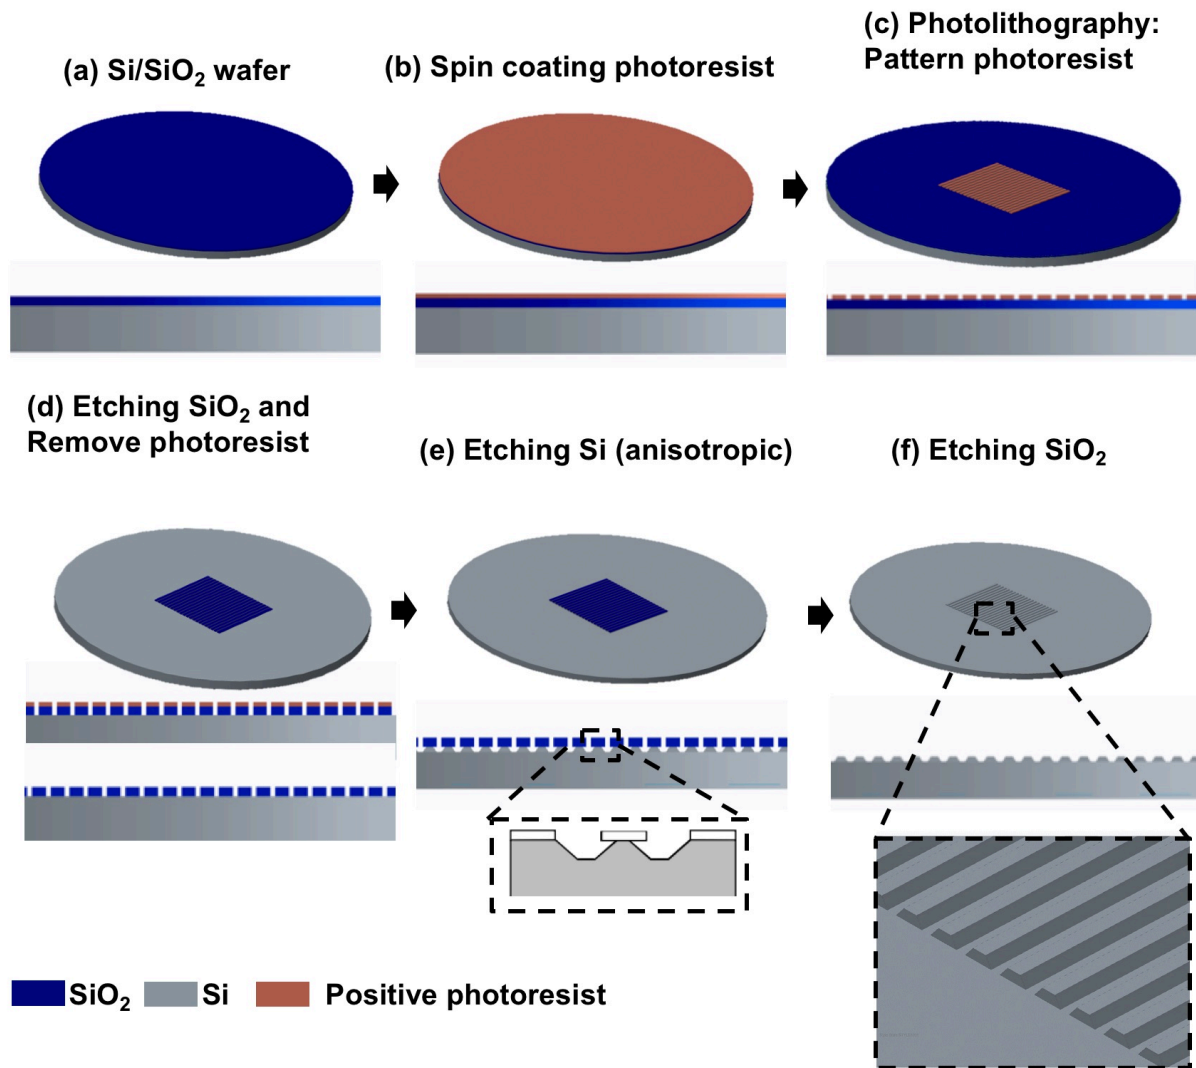 (a) Si/SiO₂ wafer
(b) Spin coating photoresist
(c) Photolithography:
Pattern photoresist
(d) Etching SiO₂ and
Remove photoresist
(e) Etching Si (anisotropic)
(f) Etching SiO₂
SiO₂
Si
Positive photoresist